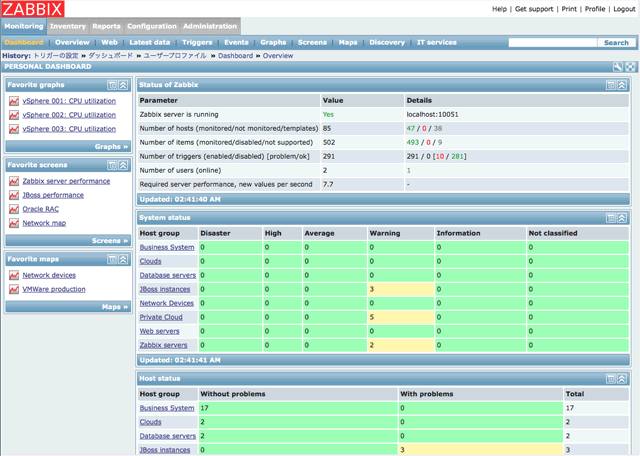 ZABBIX
Help | Get support | Print | Profile | Logout
Monitoring Inventory Reports Configuration Administration
Dashboard | Overview | Web | Latest data | Triggers | Events | Graphs | Screens | Maps | Discovery | IT services Search
History: トリガーの設定 » ダッシュボード » ユーザープロファイル » Dashboard » Overview
PERSONAL DASHBOARD
Favorite graphs
vSphere 001: CPU utilization
vSphere 002: CPU utilization
vSphere 003: CPU utilization
Graphs »
Favorite screens
Zabbix server performance
JBoss performance
Oracle RAC
Network map
Screens »
Favorite maps
Network devices
VMWare production
Maps »
Status of Zabbix
Parameter Value Details
Zabbix server is running Yes localhost:10051
Number of hosts (monitored/not monitored/templates) 85 47 / 0 / 38
Number of items (monitored/disabled/not supported) 502 493 / 0 / 9
Number of triggers (enabled/disabled) [problem/ok] 291 291 / 0 [10 / 281]
Number of users (online) 2 1
Required server performance, new values per second 7.7 -
Updated: 02:41:40 AM
System status
Host group Disaster High Average Warning Information Not classified
Business System 0 0 0 0 0 0
Clouds 0 0 0 0 0 0
Database servers 0 0 0 0 0 0
JBoss instances 0 0 0 3 0 0
Network Devices 0 0 0 0 0 0
Private Cloud 0 0 0 5 0 0
Web servers 0 0 0 0 0 0
Zabbix servers 0 0 0 2 0 0
Updated: 02:41:41 AM
Host status
Host group Without problems With problems Total
Business System 17 0 17
Clouds 2 0 2
Database servers 2 0 2
JBoss instances 0 3 3